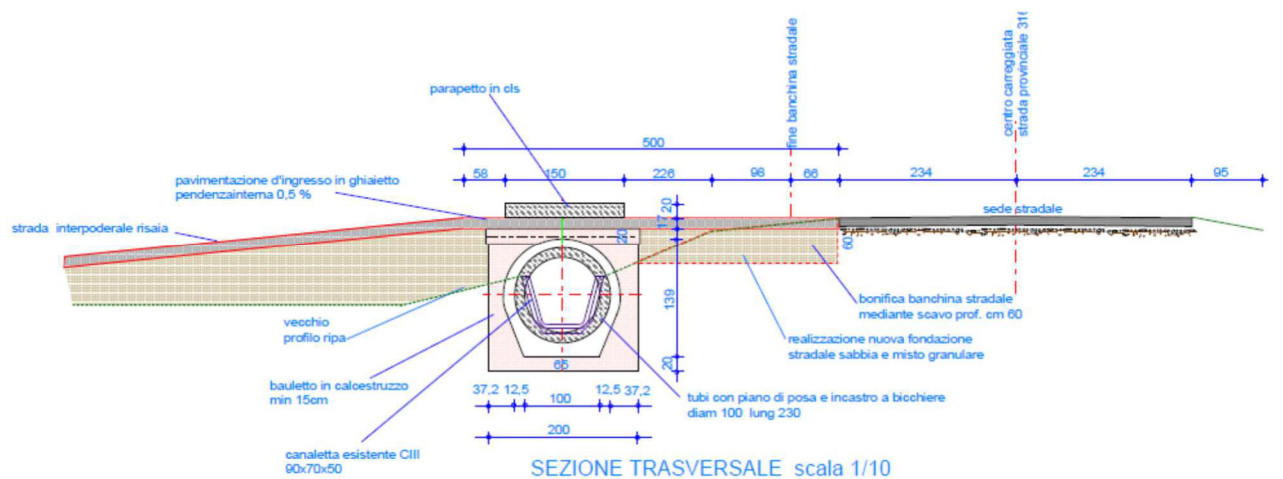 fine banchina stradale
centro carreggiata
strada provinciale 316
parapetto in cls
500
58 150 226 98 66 234 234 95
pavimentazione d'ingresso in ghiaietto
pendenzainterna 0,5 %
20
sede stradale
strada interpoderale risaia
17
20
60
139
bonifica banchina stradale
mediante scavo prof. cm 60
vecchio
profilo ripa
realizzazione nuova fondazione
stradale sabbia e misto granulare
65
20
bauletto in calcestruzzo
min 15cm
37,2 12,5 100 12,5 37,2
tubi con piano di posa e incastro a bicchiere
diam 100 lung 230
200
canaletta esistente CIII
90x70x50
SEZIONE TRASVERSALE scala 1/10